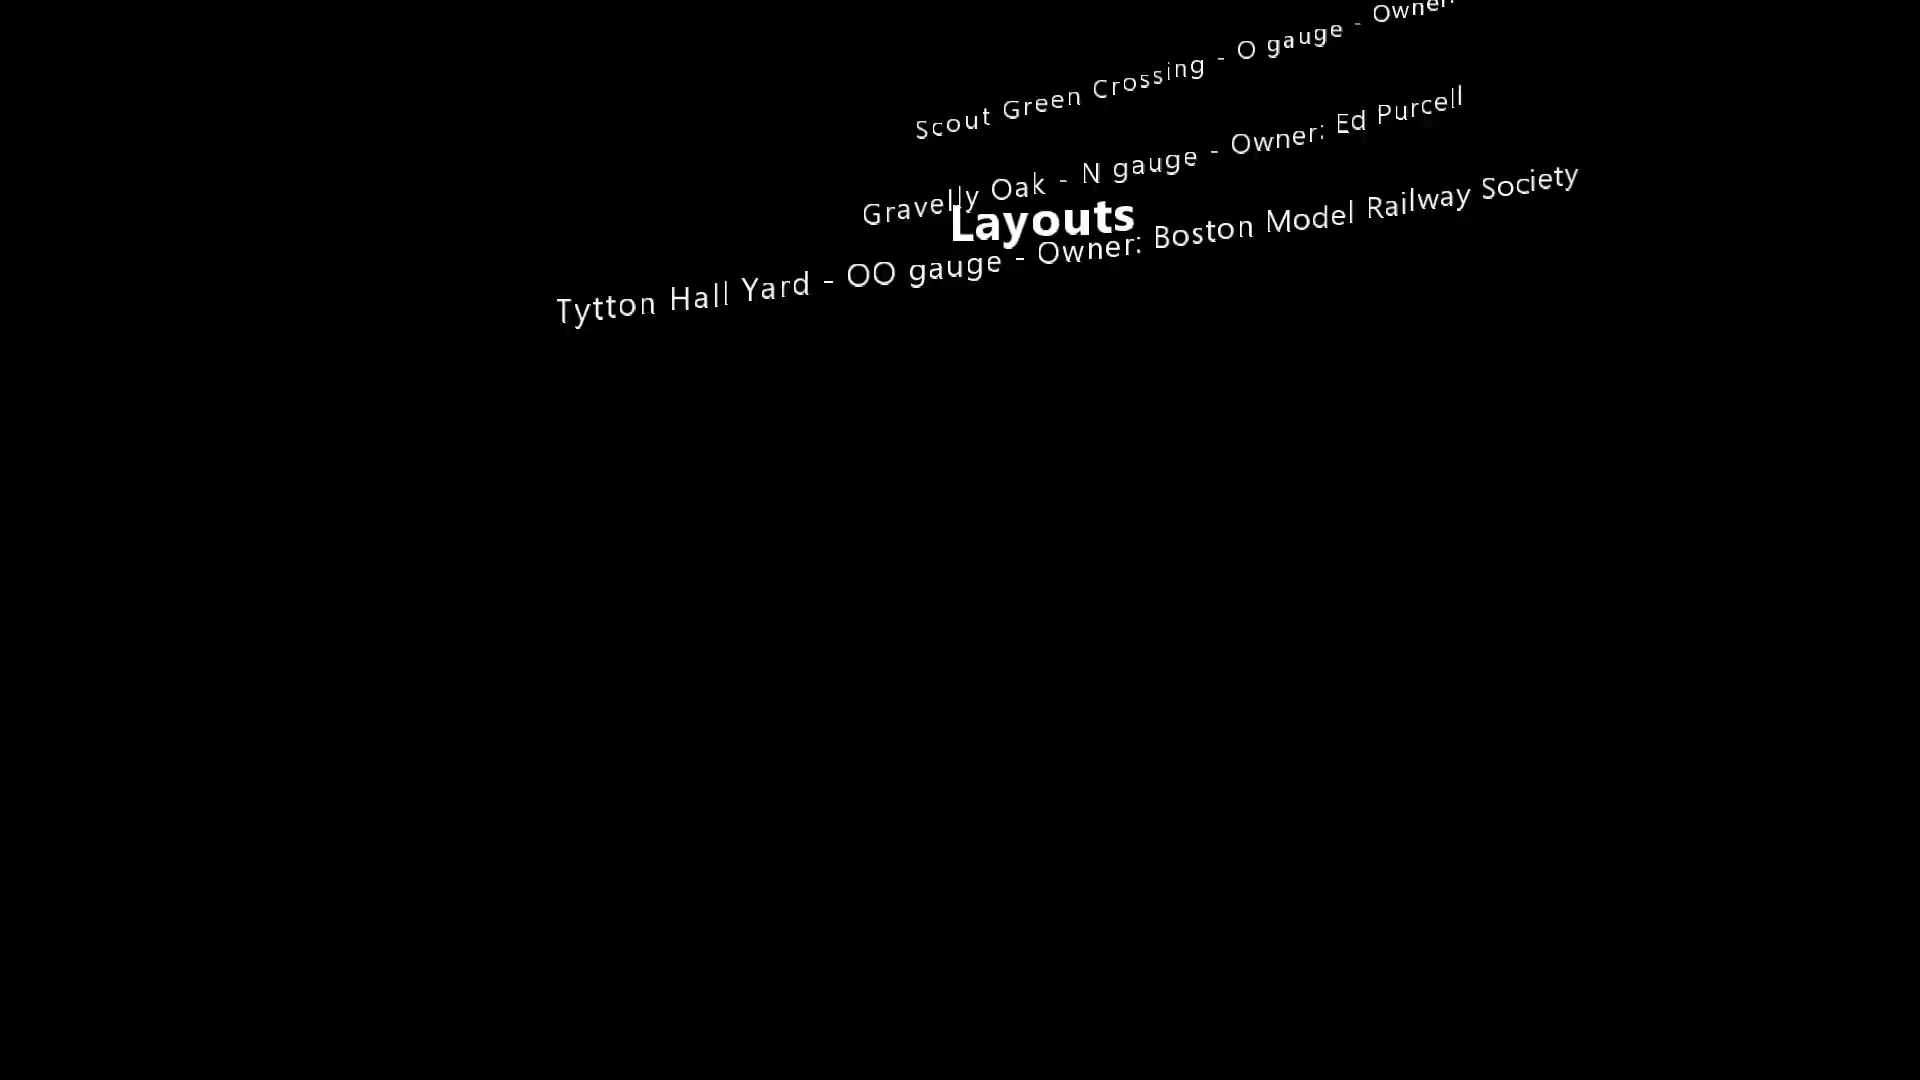 Scout Green Crossing - O gauge - Owner:
Gravelly Oak - N gauge - Owner: Ed Purcell
Layouts
Tytton Hall Yard - OO gauge - Owner: Boston Model Railway Society